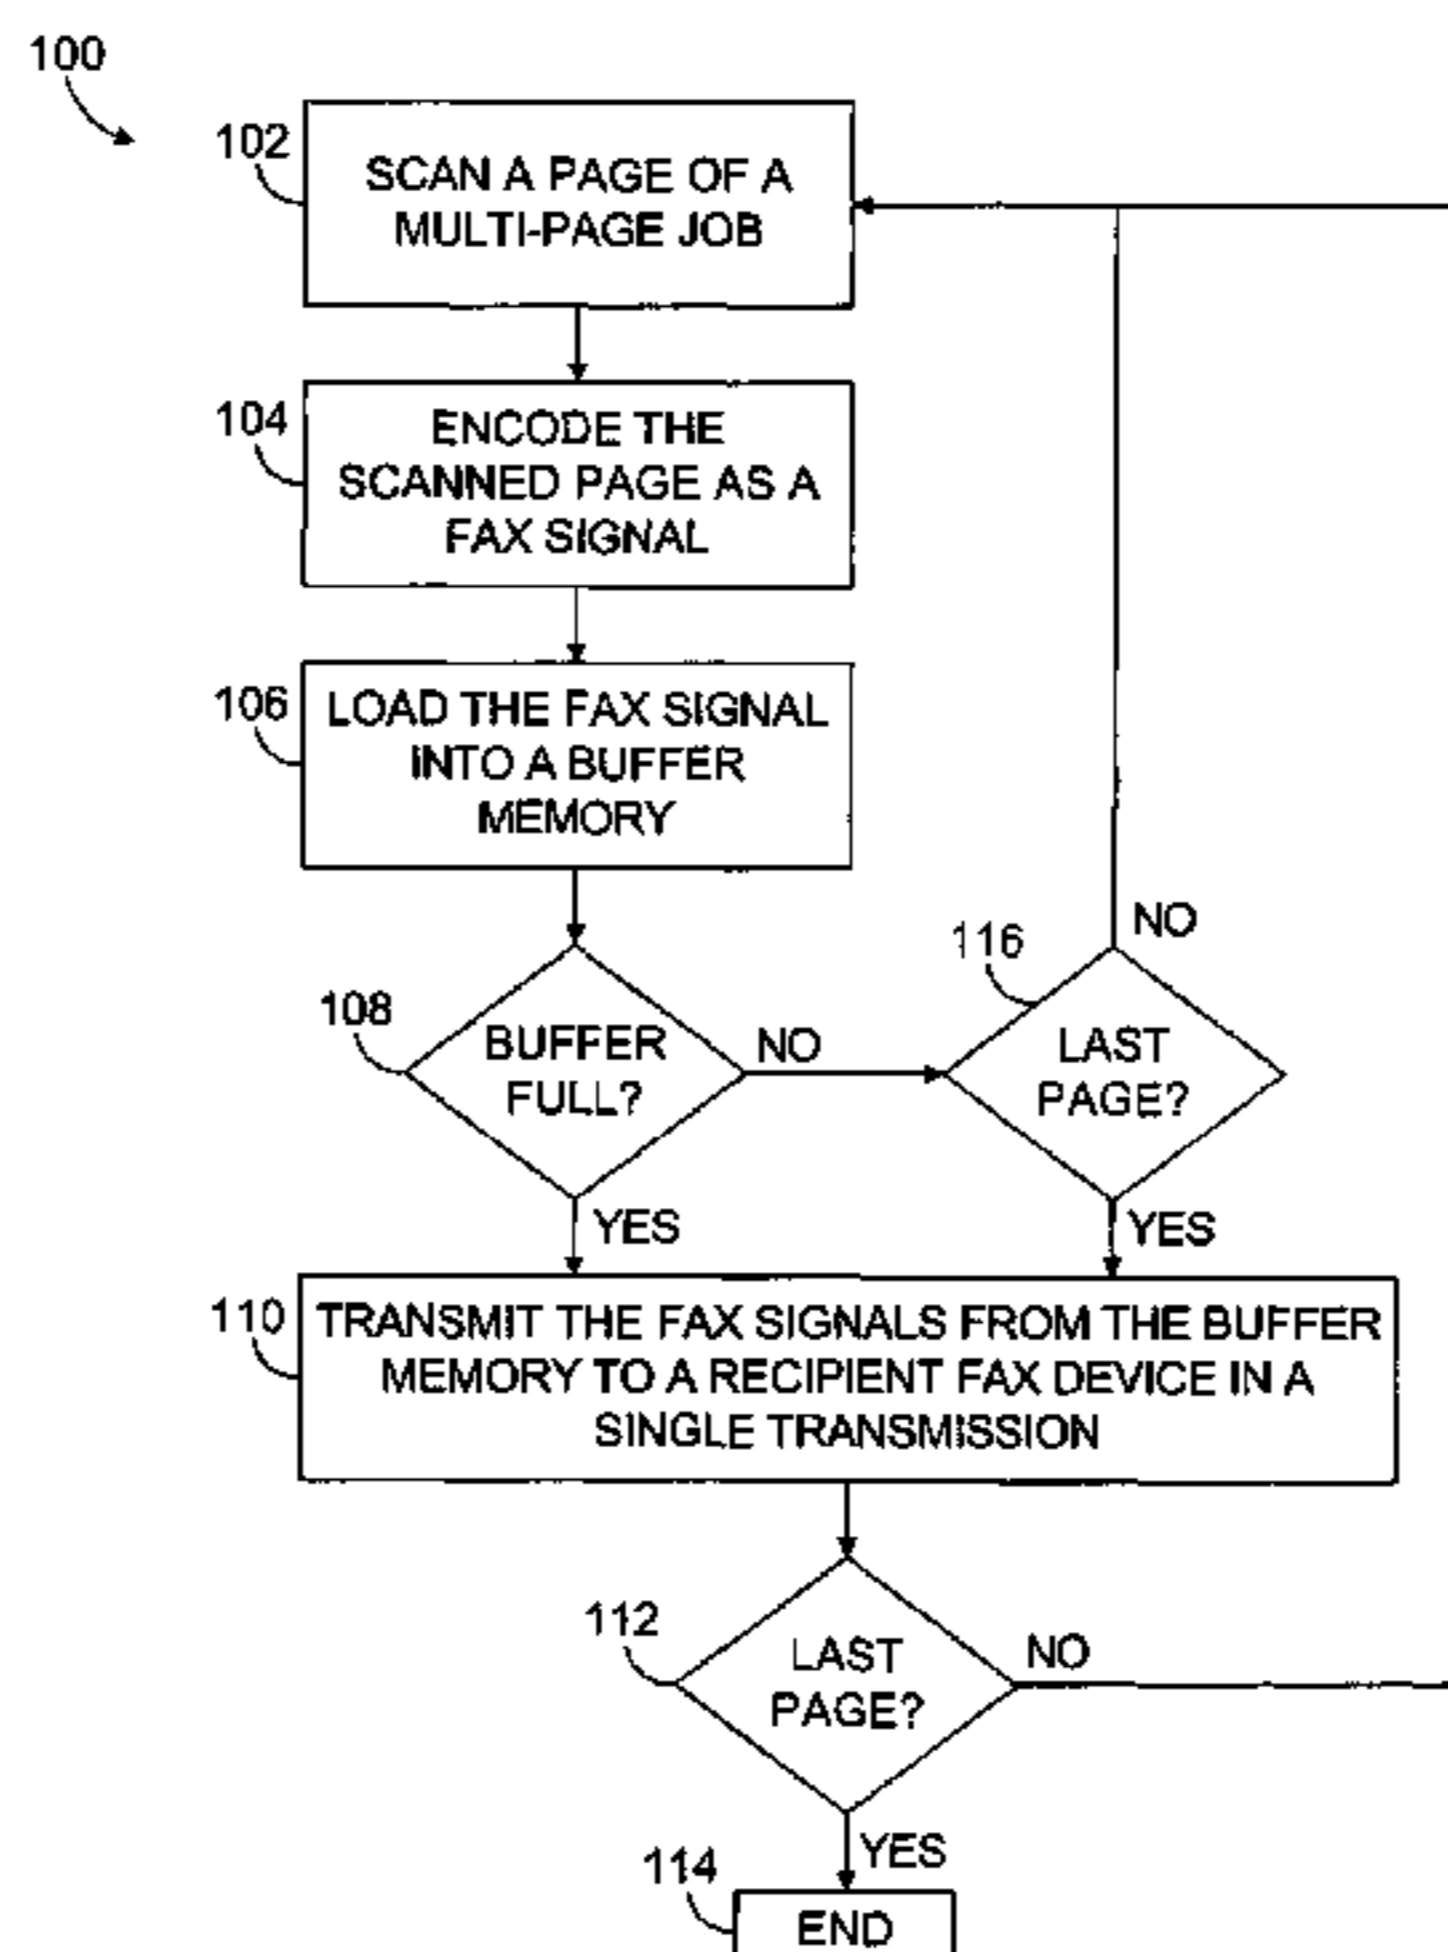 100
102
SCAN A PAGE OF A
MULTI-PAGE JOB
104
ENCODE THE
SCANNED PAGE AS A
FAX SIGNAL
106
LOAD THE FAX SIGNAL
INTO A BUFFER
MEMORY
108
BUFFER
FULL?
NO
116
LAST
PAGE?
NO
YES
YES
110
TRANSMIT THE FAX SIGNALS FROM THE BUFFER
MEMORY TO A RECIPIENT FAX DEVICE IN A
SINGLE TRANSMISSION
112
LAST
PAGE?
NO
YES
114
END